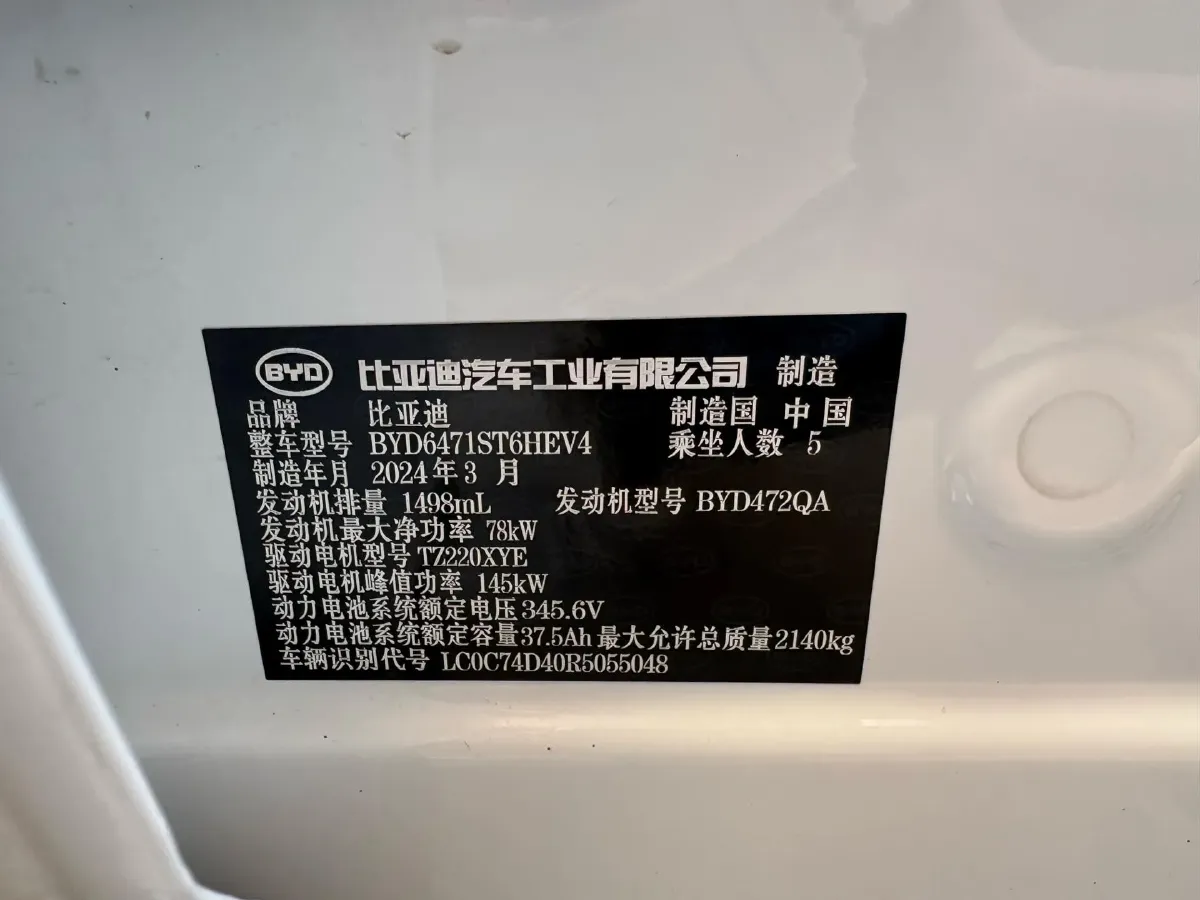 BYD 比亚迪汽车工业有限公司 制造
品牌 比亚迪 制造国 中国
整车型号 BYD6471ST6HEV4 乘坐人数 5
制造年月 2024年3月
发动机排量 1498mL 发动机型号 BYD472QA
发动机最大净功率 78kW
驱动电机型号 TZ220XYE
驱动电机峰值功率 145kW
动力电池系统额定电压 345.6V
动力电池系统额定容量 37.5Ah 最大允许总质量 2140kg
车辆识别代号 LC0C74D40R5055048